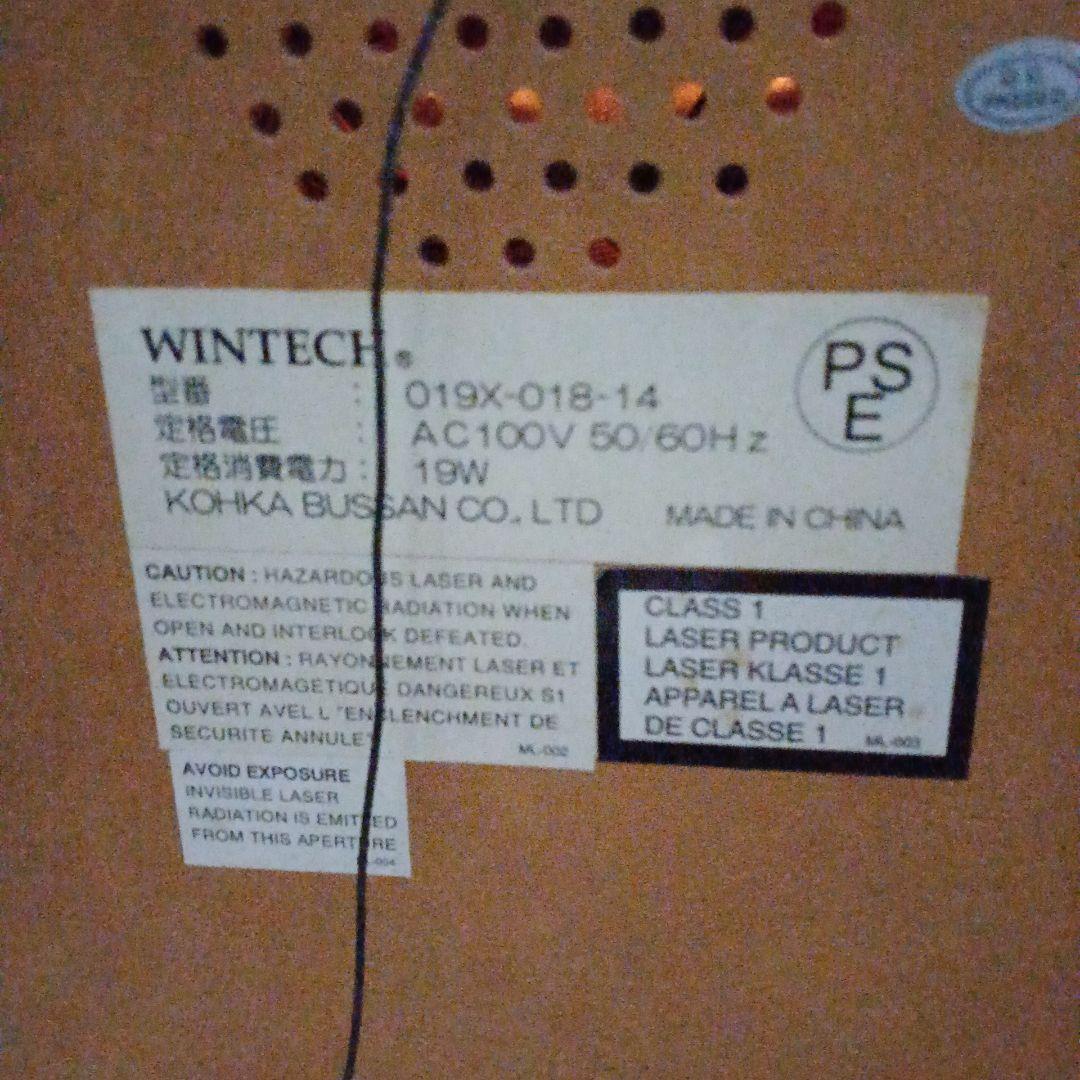 WINTECH®
型番 : 019X-018-14
定格電圧 : AC100V 50/60Hz
定格消費電力 : 19W
KOHKA BUSSAN CO., LTD MADE IN CHINA
PS
E
CAUTION : HAZARDOUS LASER AND
ELECTROMAGNETIC RADIATION WHEN
OPEN AND INTERLOCK DEFEATED.
ATTENTION : RAYONNEMENT LASER ET
ELECTROMAGETIQUE DANGEREUX S1
OUVERT AVEL L "ENCLENCHMENT DE
SECURITE ANNULE"
ML-002
CLASS 1
LASER PRODUCT
LASER KLASSE 1
APPAREL A LASER
DE CLASSE 1
ML-003
AVOID EXPOSURE
INVISIBLE LASER
RADIATION IS EMITTED
FROM THIS APERTURE